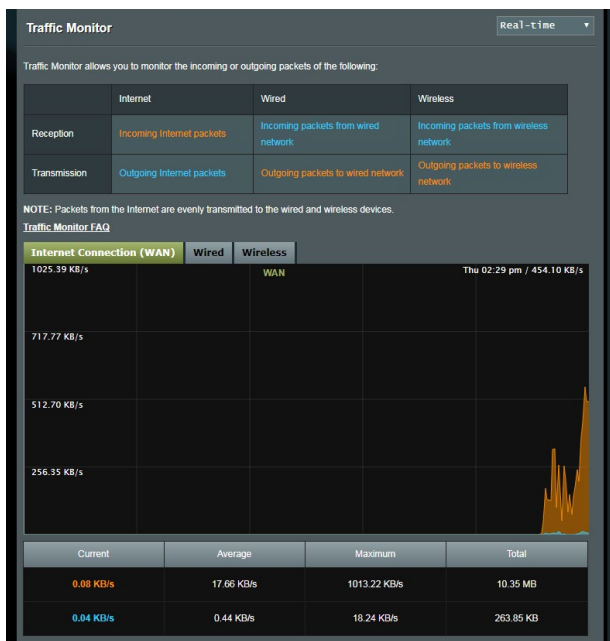 Traffic Monitor
Real-time
Traffic Monitor allows you to monitor the incoming or outgoing packets of the following:
Internet Wired Wireless
Reception Incoming Internet packets Incoming packets from wired network Incoming packets from wireless network
Transmission Outgoing Internet packets Outgoing packets to wired network Outgoing packets to wireless network
NOTE: Packets from the Internet are evenly transmitted to the wired and wireless devices.
Traffic Monitor FAQ
Internet Connection (WAN) Wired Wireless
1025.39 KB/s WAN Thu 02:29 pm / 454.10 KB/s
717.77 KB/s
512.70 KB/s
256.35 KB/s
Current Average Maximum Total
0.08 KB/s 17.66 KB/s 1013.22 KB/s 10.35 MB
0.04 KB/s 0.44 KB/s 18.24 KB/s 263.85 KB